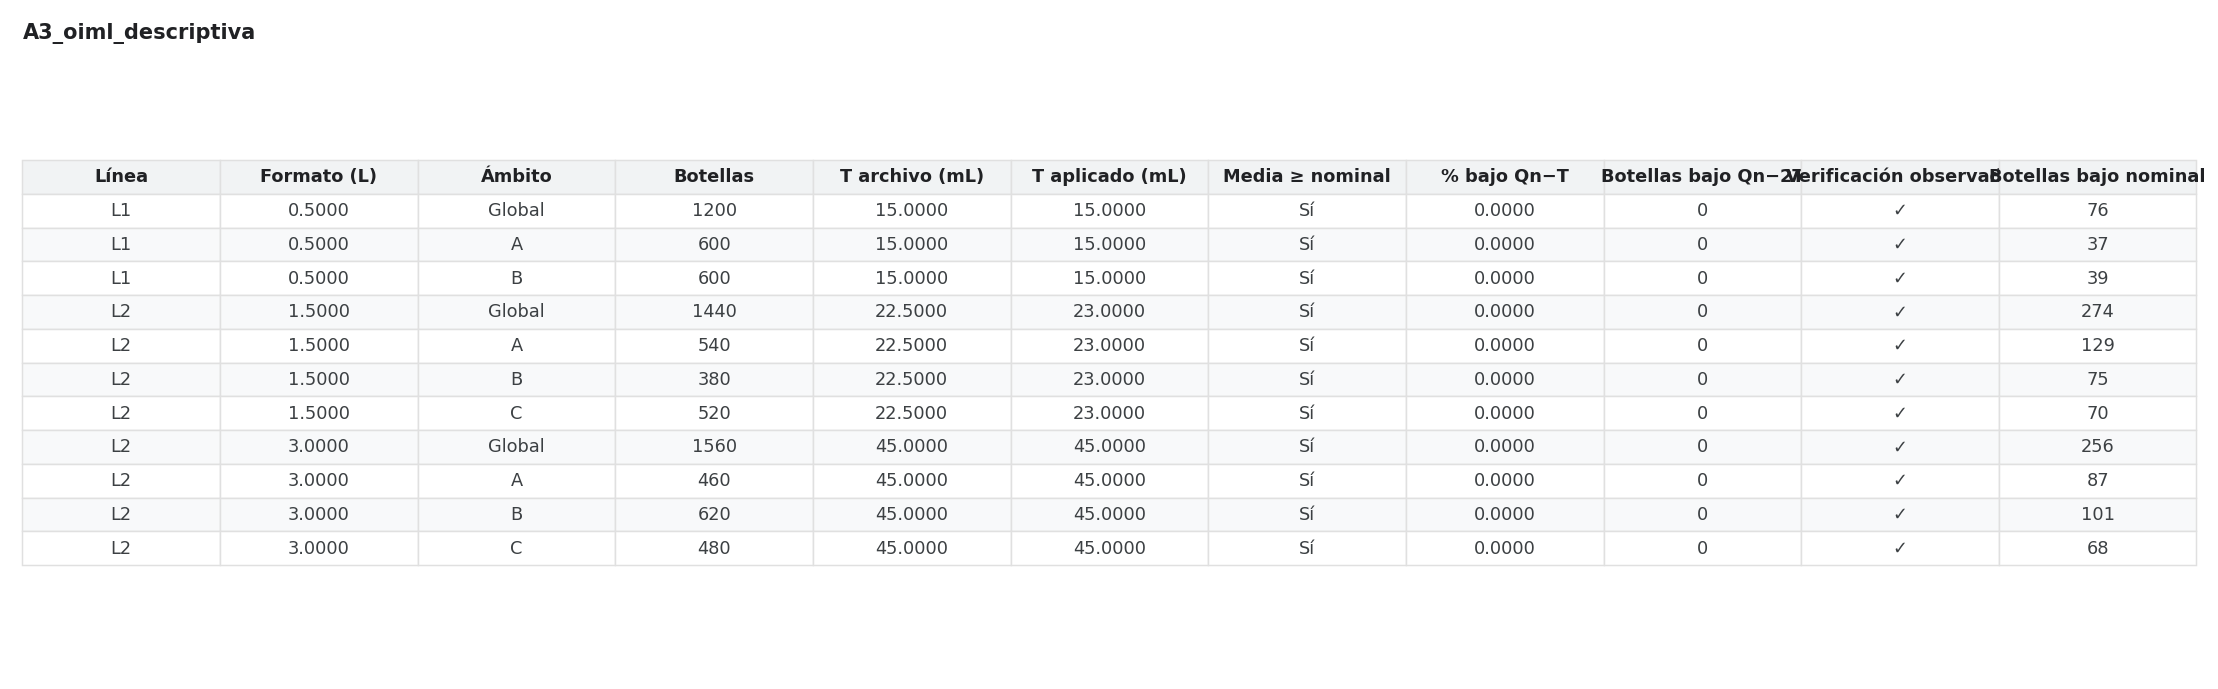 A3_oiml_descriptiva
Línea Formato (L) Ámbito Botellas T archivo (mL) T aplicado (mL) Media ≥ nominal % bajo Qn−T Botellas bajo Qn−2T Verificación observada Botellas bajo nominal
L1 0.5000 Global 1200 15.0000 15.0000 Sí 0.0000 0 ✓ 76
L1 0.5000 A 600 15.0000 15.0000 Sí 0.0000 0 ✓ 37
L1 0.5000 B 600 15.0000 15.0000 Sí 0.0000 0 ✓ 39
L2 1.5000 Global 1440 22.5000 23.0000 Sí 0.0000 0 ✓ 274
L2 1.5000 A 540 22.5000 23.0000 Sí 0.0000 0 ✓ 129
L2 1.5000 B 380 22.5000 23.0000 Sí 0.0000 0 ✓ 75
L2 1.5000 C 520 22.5000 23.0000 Sí 0.0000 0 ✓ 70
L2 3.0000 Global 1560 45.0000 45.0000 Sí 0.0000 0 ✓ 256
L2 3.0000 A 460 45.0000 45.0000 Sí 0.0000 0 ✓ 87
L2 3.0000 B 620 45.0000 45.0000 Sí 0.0000 0 ✓ 101
L2 3.0000 C 480 45.0000 45.0000 Sí 0.0000 0 ✓ 68